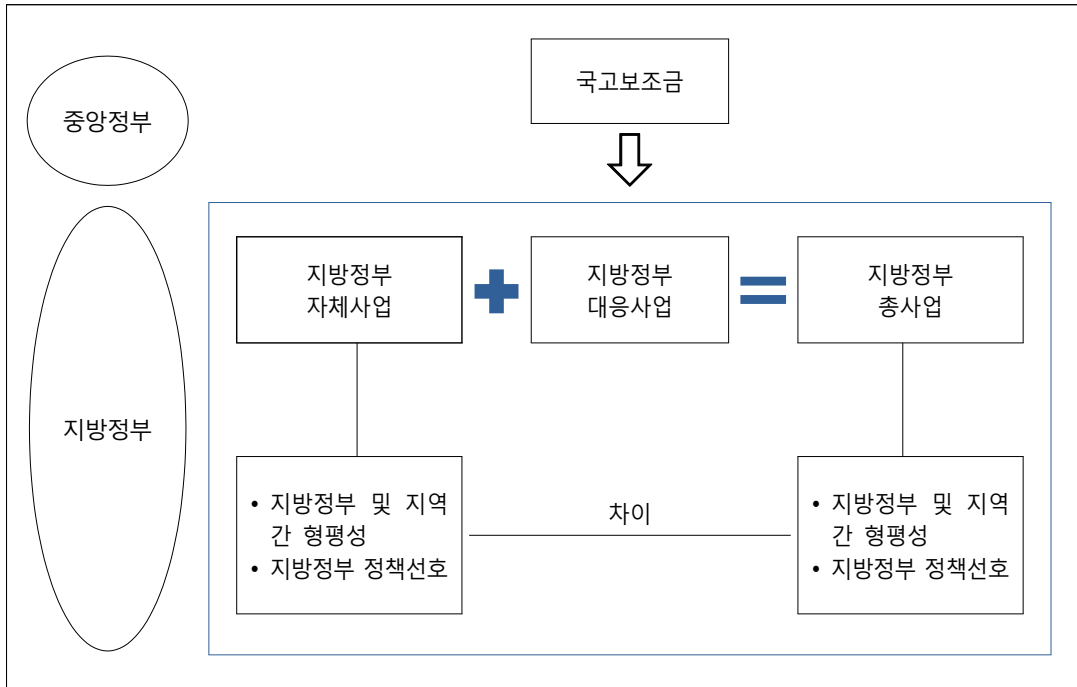 국고보조금
중앙정부
지방정부
자체사업
지방정부
대응사업
지방정부
총사업
지방정부
• 지방정부 및 지역
간 형평성
• 지방정부 정책선호
차이
• 지방정부 및 지역
간 형평성
• 지방정부 정책선호